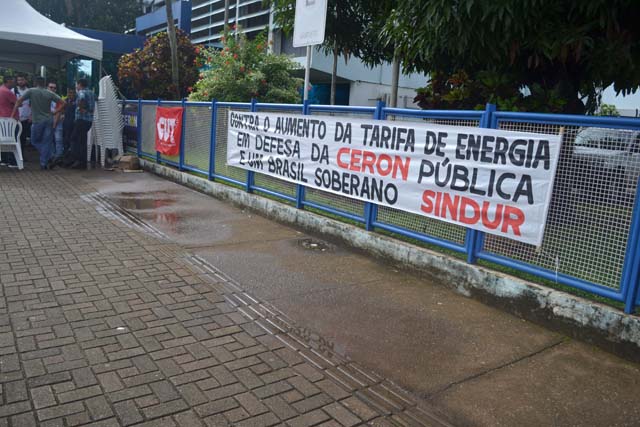 CUT
CONTRA O AUMENTO DA TARIFA DE ENERGIA
EM DEFESA DA CERON PÚBLICA
E UM BRASIL SOBERANO SINDUR